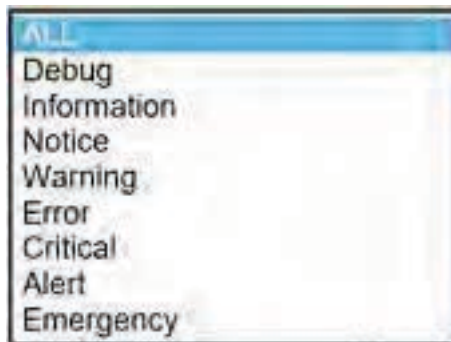 ALL
Debug
Information
Notice
Warning
Error
Critical
Alert
Emergency